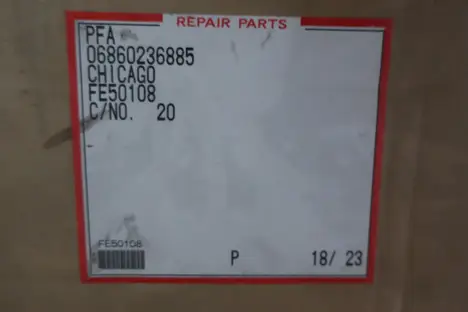 REPAIR PARTS
PFA
06860236885
CHICAGO
FE50108
C/NO. 20
FE50108
P 18/ 23